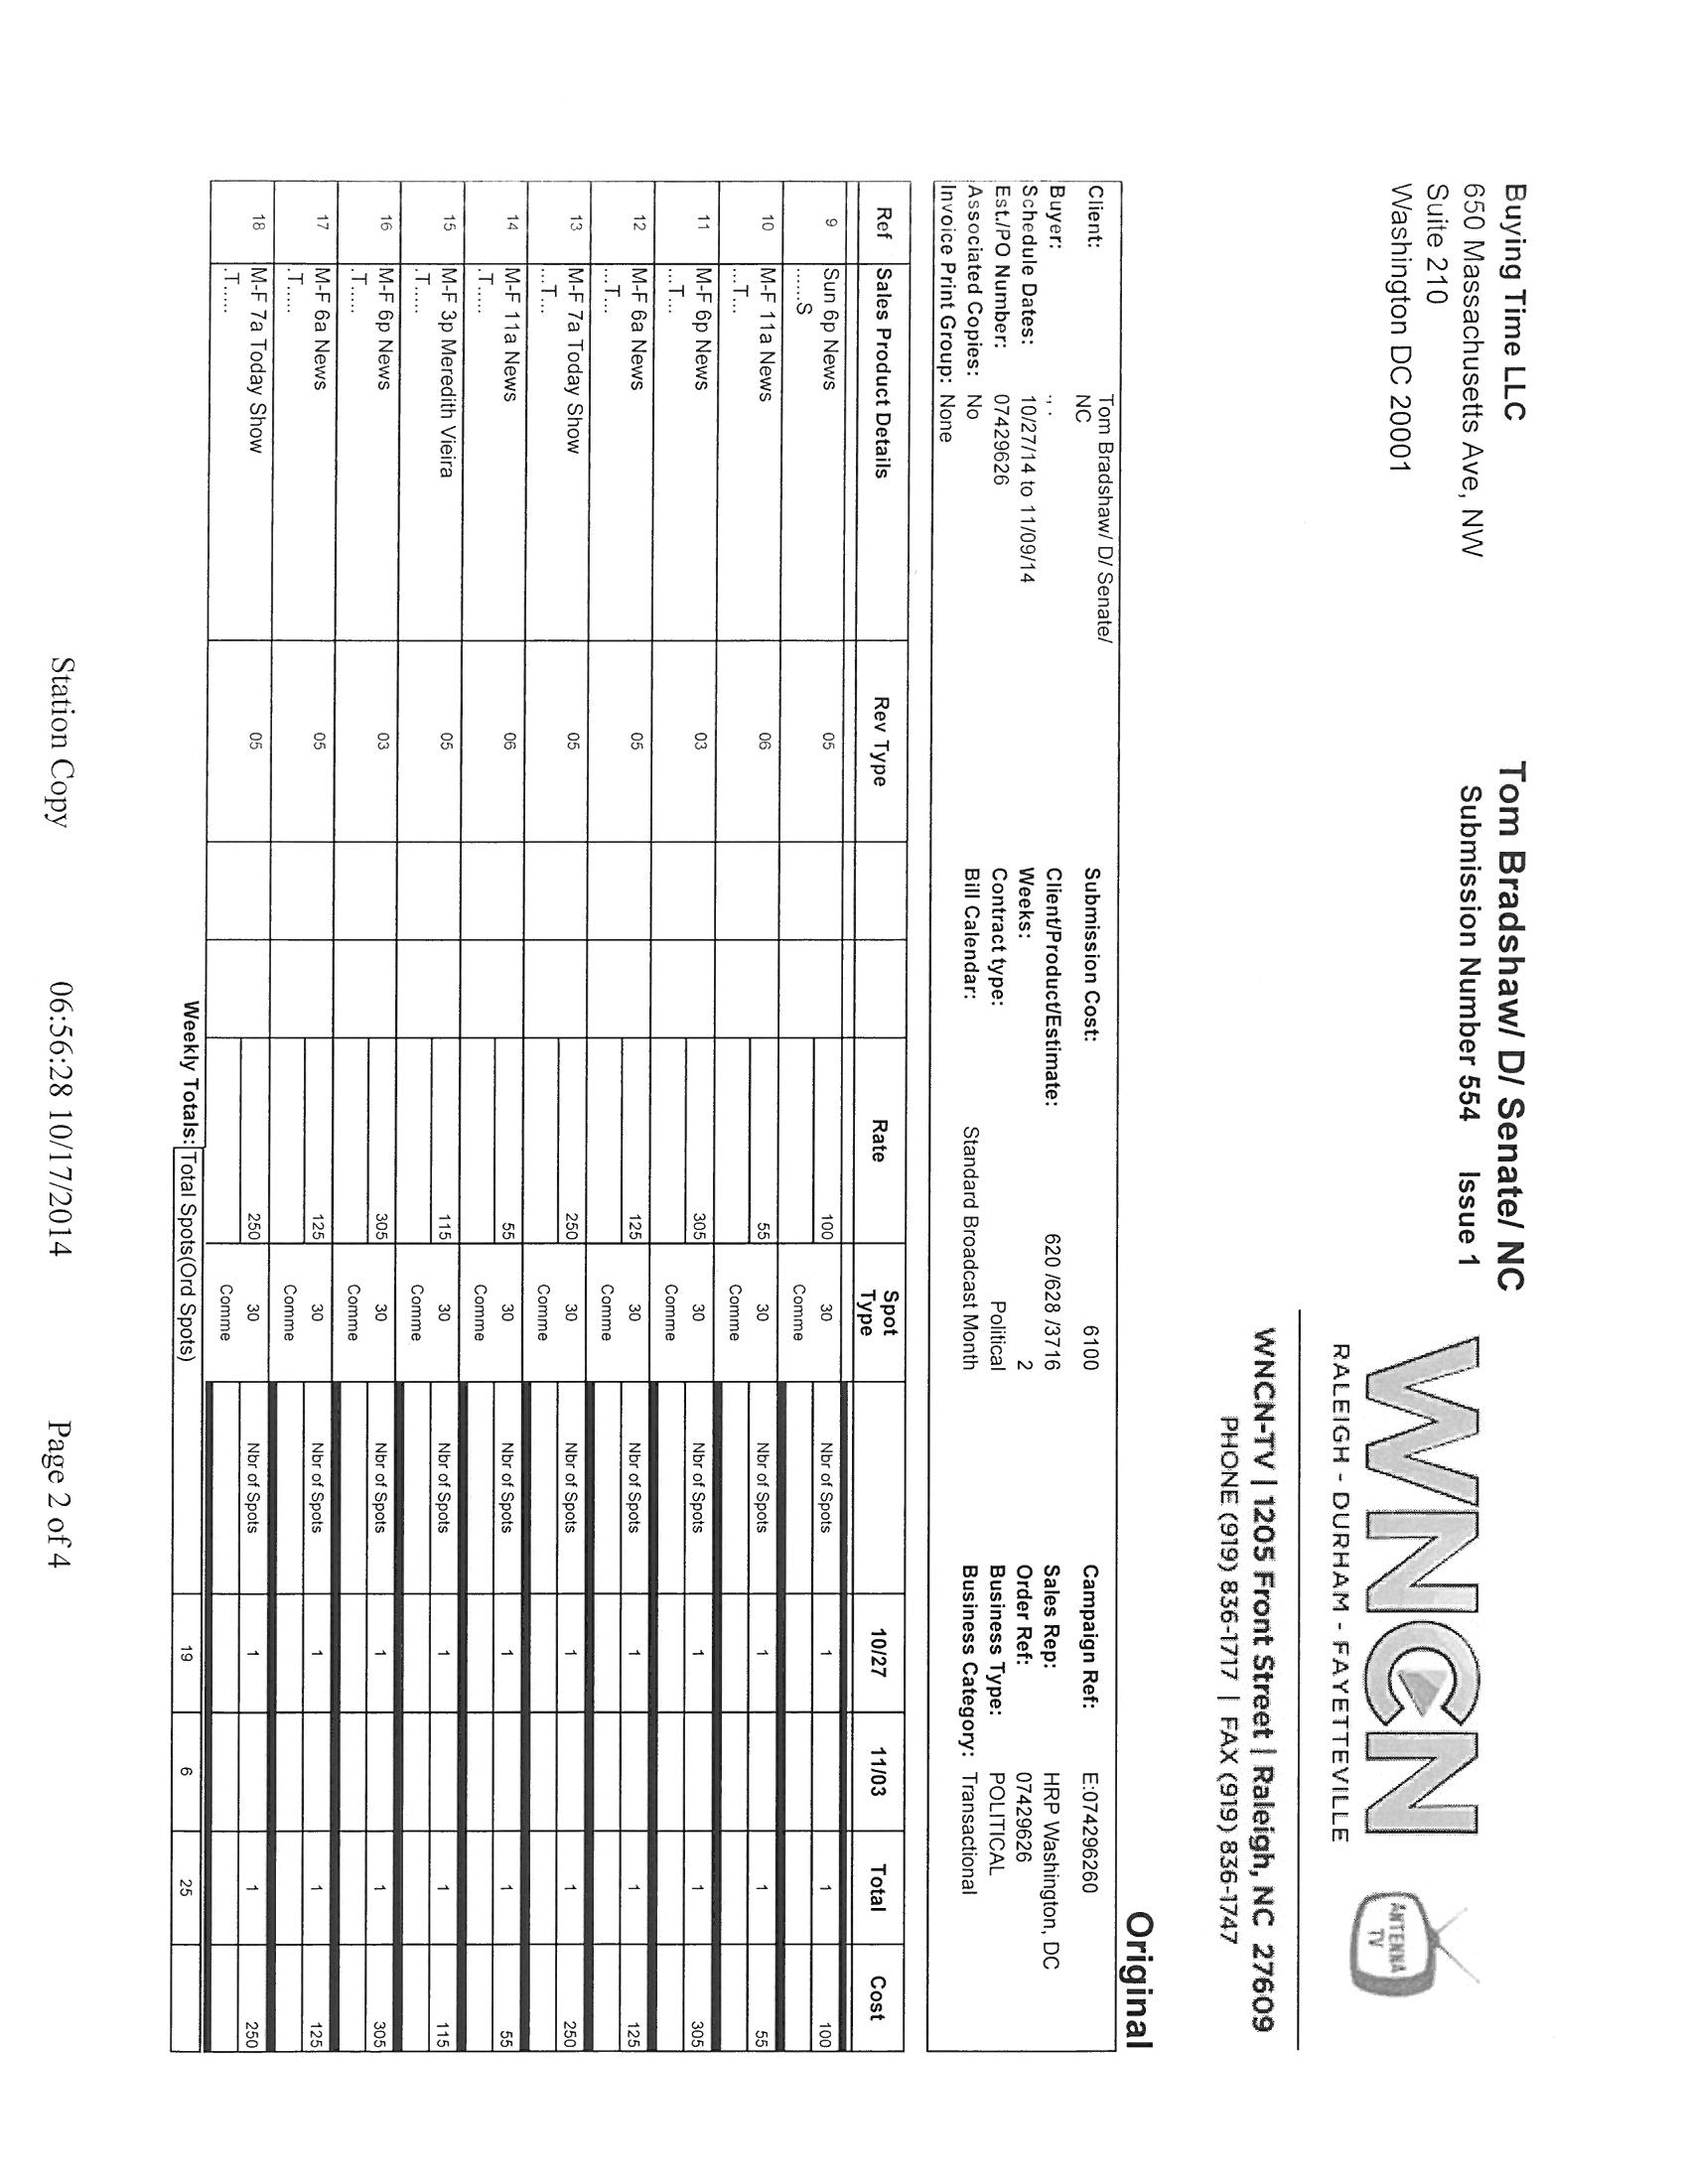 Buying Time LLC
650 Massachusetts Ave, NW
Suite 210
Washington DC 20001
Tom Bradshaw/ D/ Senate/ NC
Submission Number 554 Issue 1
WNCN
RALEIGH - DURHAM - FAYETTEVILLE
ANTENNA
TV
WNCN-TV | 1205 Front Street | Raleigh, NC 27609
PHONE (919) 836-1717 | FAX (919) 836-1747
Original
Client: Tom Bradshaw/ D/ Senate/ NC Submission Cost: 6100 Campaign Ref: E:074296260
Buyer: ., . Client/Product/Estimate: 620 /628 /3716 Sales Rep: HRP Washington, DC
Schedule Dates: 10/27/14 to 11/09/14 Weeks: 2 Order Ref: 07429626
Est./PO Number: 07429626 Contract type: Political Business Type: POLITICAL
Associated Copies: No Bill Calendar: Standard Broadcast Month Business Category: Transactional
Invoice Print Group: None
Ref Sales Product Details Rev Type Rate Spot Type 10/27 11/03 Total Cost
9 Sun 6p News 05 100 30 Nbr of Spots 1 1 100
......S Comme
10 M-F 11a News 06 55 30 Nbr of Spots 1 1 55
...T... Comme
11 M-F 6p News 03 305 30 Nbr of Spots 1 1 305
...T... Comme
12 M-F 6a News 05 125 30 Nbr of Spots 1 1 125
...T... Comme
13 M-F 7a Today Show 05 250 30 Nbr of Spots 1 1 250
...T... Comme
14 M-F 11a News 06 55 30 Nbr of Spots 1 1 55
.T..... Comme
15 M-F 3p Meredith Vieira 05 115 30 Nbr of Spots 1 1 115
.T..... Comme
16 M-F 6p News 03 305 30 Nbr of Spots 1 1 305
.T..... Comme
17 M-F 6a News 05 125 30 Nbr of Spots 1 1 125
.T..... Comme
18 M-F 7a Today Show 05 250 30 Nbr of Spots 1 1 250
.T..... Comme
Weekly Totals: Total Spots(Ord Spots) 19 6 25
Station Copy 06:56:28 10/17/2014 Page 2 of 4